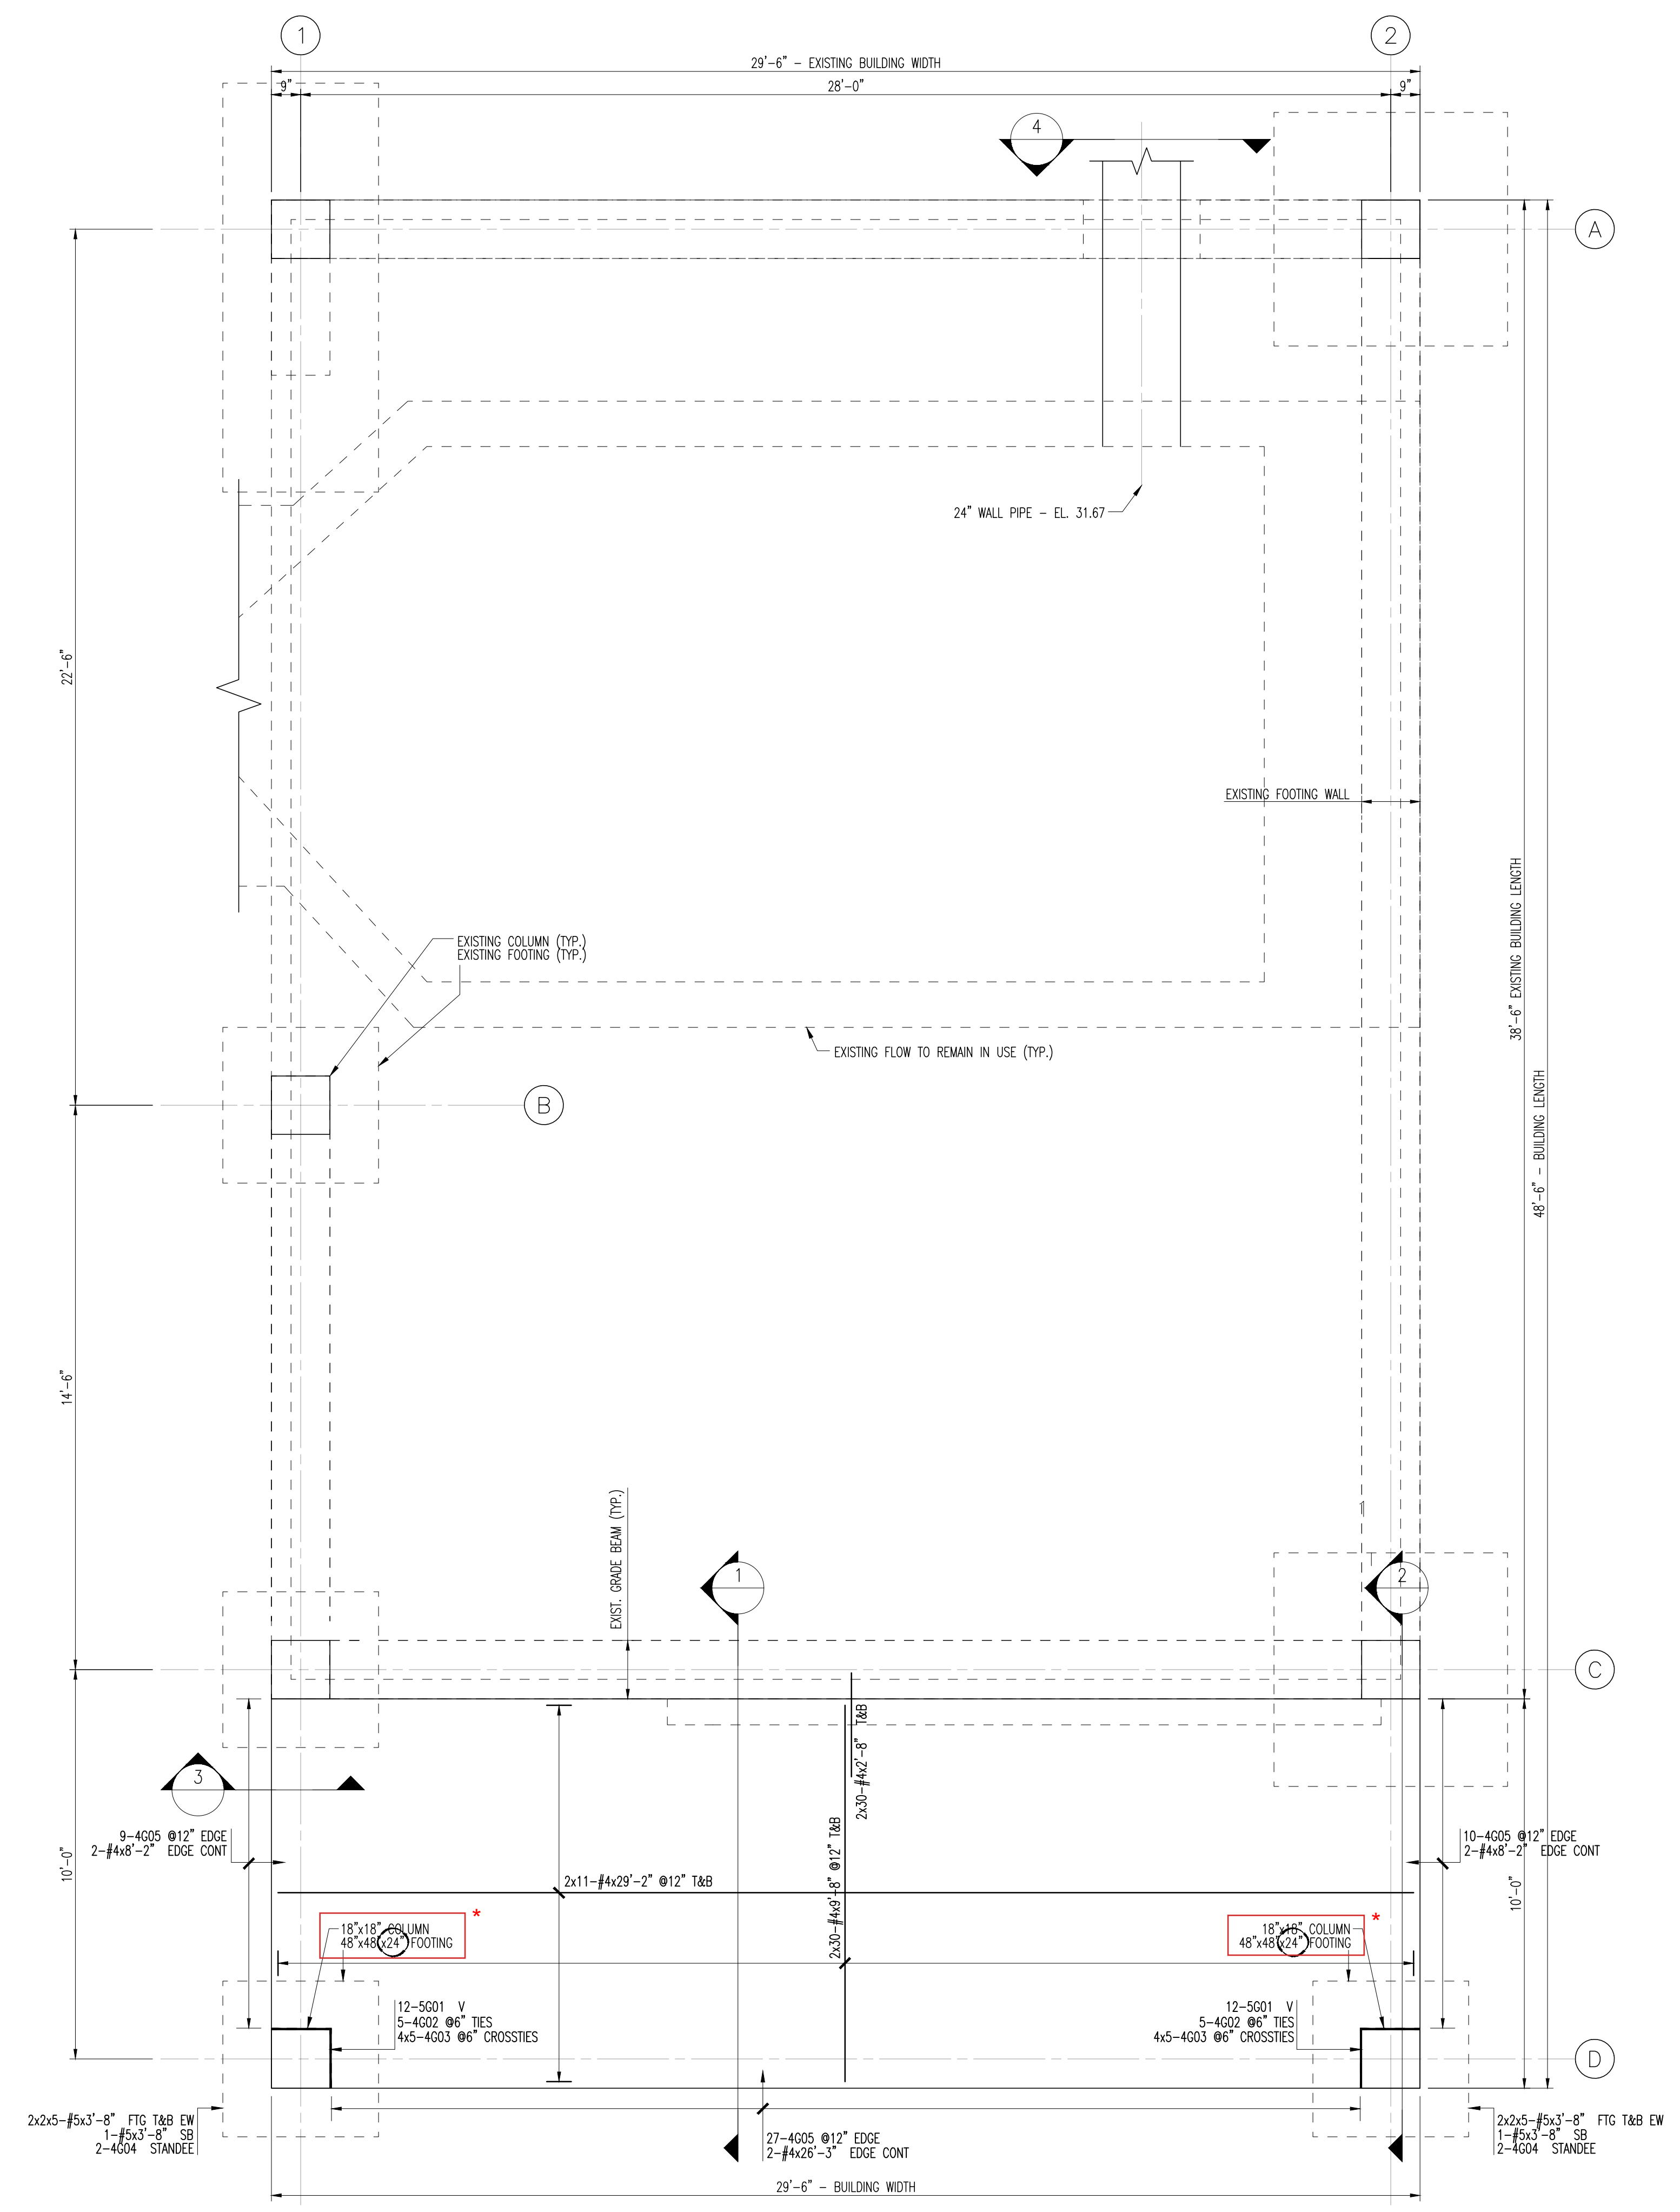 1
2
29'-6" - EXISTING BUILDING WIDTH
9"
28'-0"
9"
4
A
22'-6"
24" WALL PIPE - EL. 31.67
EXISTING FOOTING WALL
38'-6" EXISTING BUILDING LENGTH
48'-6" - BUILDING LENGTH
EXISTING COLUMN (TYP.)
EXISTING FOOTING (TYP.)
EXISTING FLOW TO REMAIN IN USE (TYP.)
B
14'-6"
EXIST. GRADE BEAM (TYP.)
1
1
2
C
2x30-#4x2'-8" T&B
3
9-4G05 @12" EDGE
2-#4x8'-2" EDGE CONT
10-4G05 @12" EDGE
2-#4x8'-2" EDGE CONT
10'-0"
2x11-#4x29'-2" @12" T&B
2x30-#4x9'-8" @12" T&B
10'-0"
18"x18" COLUMN
48"x48"x24" FOOTING
*
18"x18" COLUMN
48"x48"x24" FOOTING
*
12-5G01 V
5-4G02 @6" TIES
4x5-4G03 @6" CROSSTIES
12-5G01 V
5-4G02 @6" TIES
4x5-4G03 @6" CROSSTIES
D
2x2x5-#5x3'-8" FTG T&B EW
1-#5x3'-8" SB
2-4G04 STANDEE
27-4G05 @12" EDGE
2-#4x26'-3" EDGE CONT
2x2x5-#5x3'-8" FTG T&B EW
1-#5x3'-8" SB
2-4G04 STANDEE
29'-6" - BUILDING WIDTH